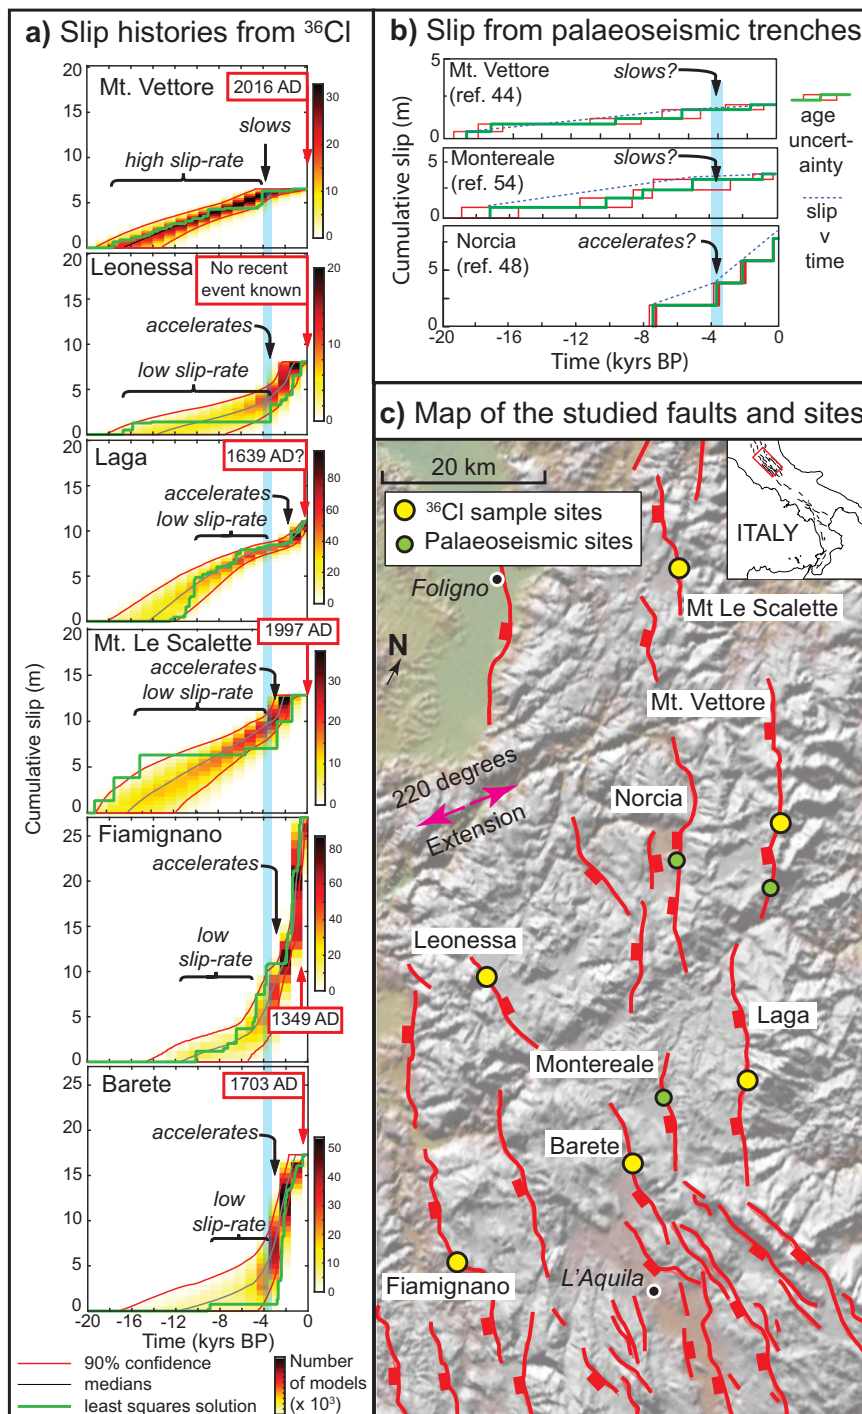 a) Slip histories from ³⁶Cl
20
15
10
5
0
Mt. Vettore
2016 AD
slows
high slip-rate
30
20
10
0
20
15
10
5
0
Leonessa
No recent
event known
accelerates
low slip-rate
20
10
0
20
15
10
5
0
Laga
1639 AD?
accelerates
low slip-rate
80
60
40
20
0
20
15
10
5
0
Mt. Le Scalette
1997 AD
accelerates
low slip-rate
30
20
10
0
Cumulative slip (m)
25
20
15
10
5
0
Fiamignano
accelerates
low
slip-rate
1349 AD
80
60
40
20
0
25
20
15
10
5
0
Barete
1703 AD
accelerates
low
slip-rate
50
40
30
20
10
0
-20 -16 -12 -8 -4 0
Time (kyrs BP)
90% confidence
medians
least squares solution
Number
of models
(x 10³)
b) Slip from palaeoseismic trenches
5
0
Mt. Vettore
(ref. 44)
slows?
Montereale
(ref. 54)
slows?
0
Norcia
(ref. 48)
accelerates?
5
0
Cumulative slip (m)
-20 -16 -12 -8 -4 0
Time (kyrs BP)
age
uncert-
ainty
slip
v
time
c) Map of the studied faults and sites
20 km
³⁶Cl sample sites
Palaeoseismic sites
ITALY
Foligno
N
Mt Le Scalette
Mt. Vettore
220 degrees
Extension
Norcia
Leonessa
Laga
Montereale
Barete
Fiamignano
L'Aquila